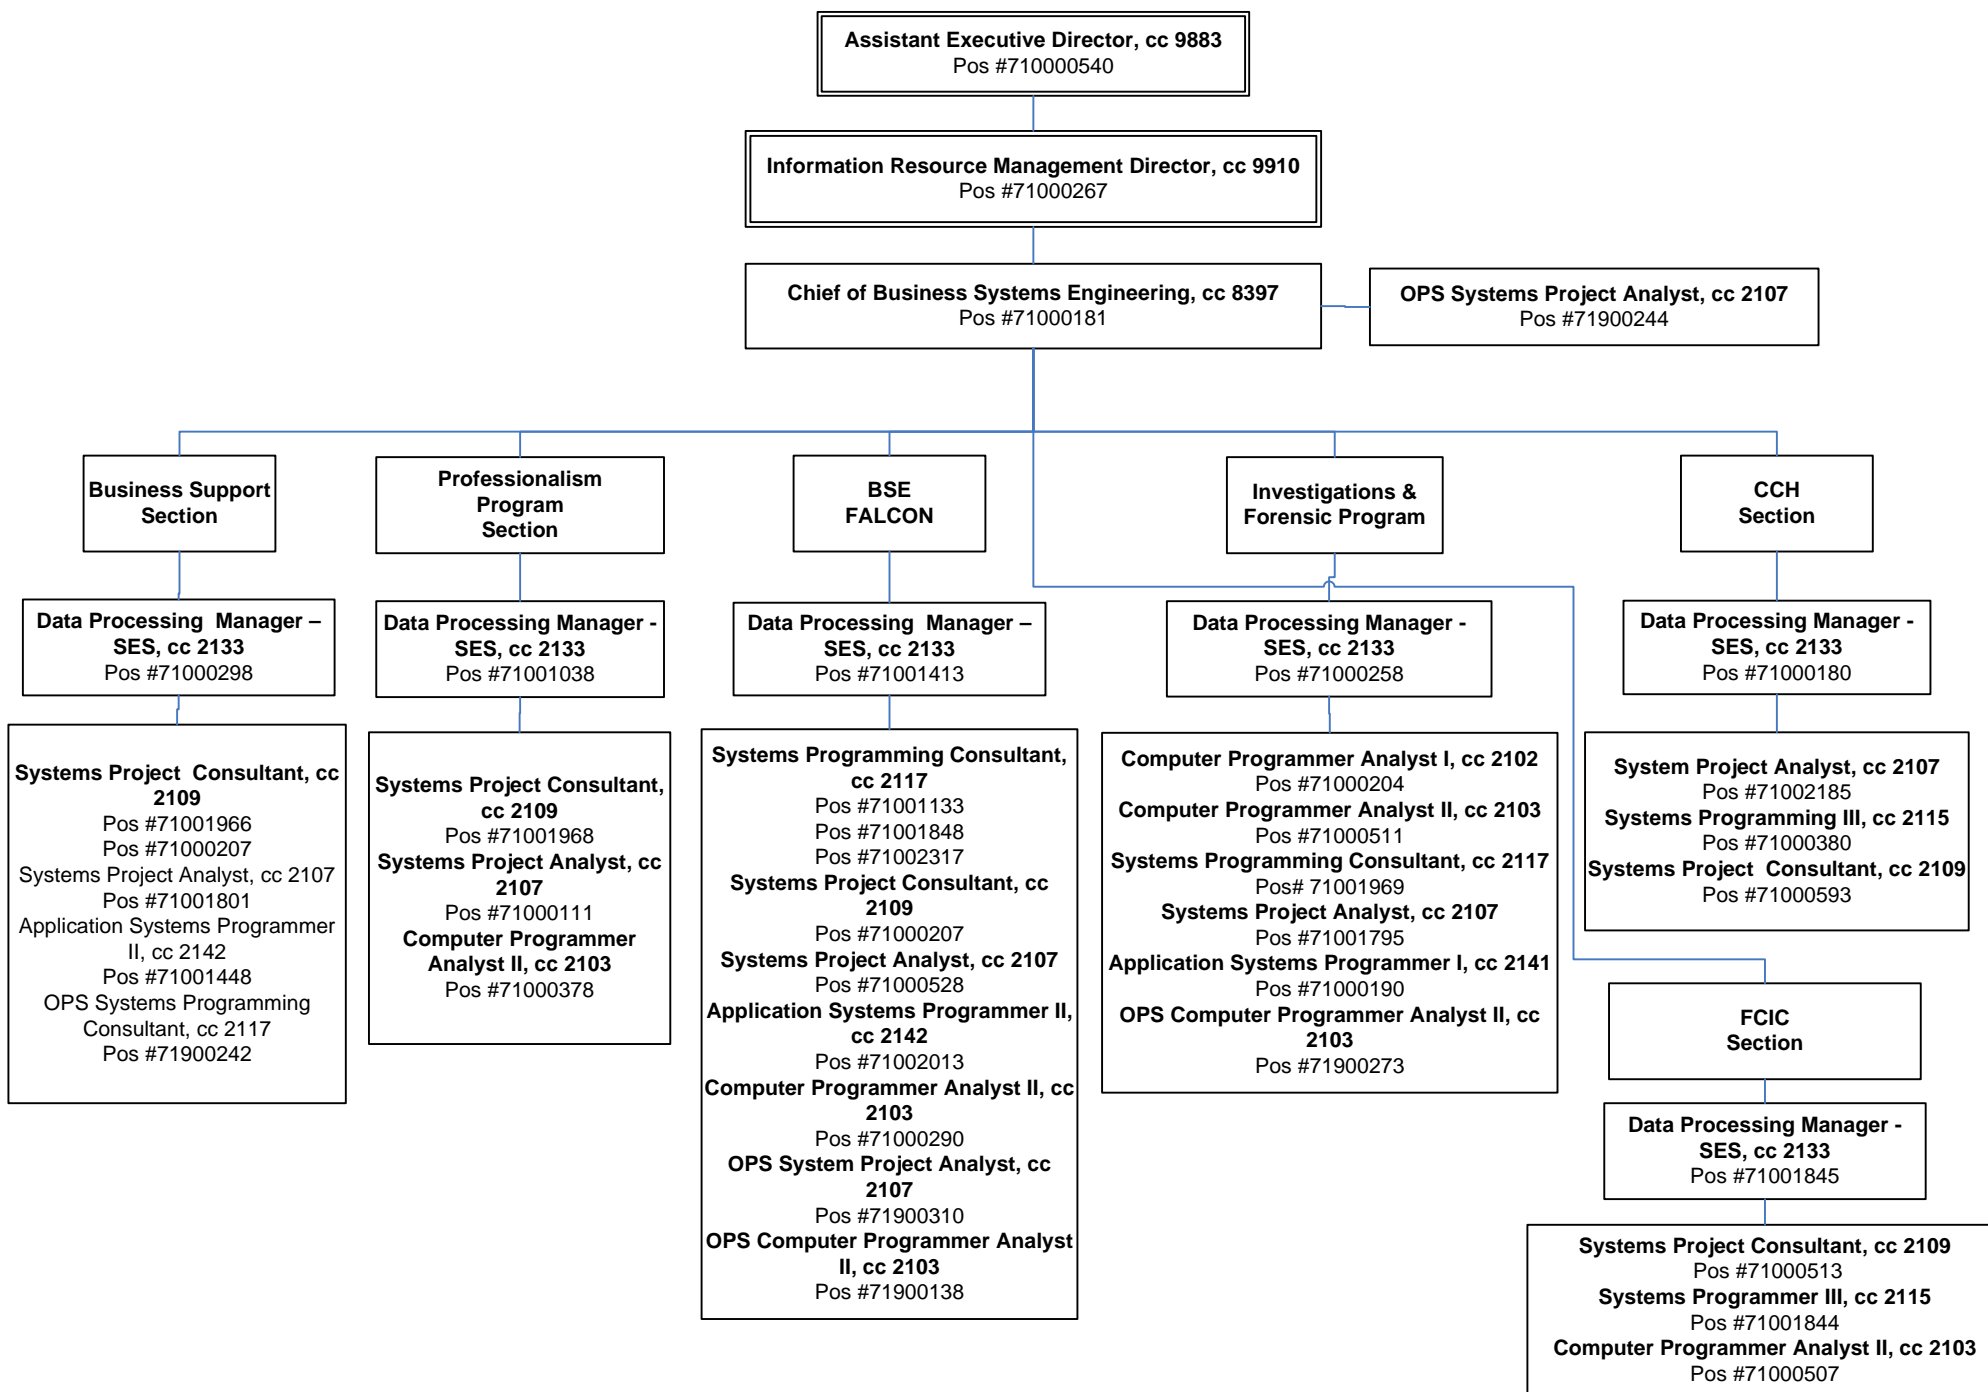 Assistant Executive Director, cc 9883
Pos #710000540
Information Resource Management Director, cc 9910
Pos #71000267
Chief of Business Systems Engineering, cc 8397
Pos #71000181
OPS Systems Project Analyst, cc 2107
Pos #71900244
Business Support
Section
Professionalism
Program
Section
BSE
FALCON
Investigations &
Forensic Program
CCH
Section
Data Processing  Manager –
SES, cc 2133
Pos #71000298
Data Processing Manager -
SES, cc 2133
Pos #71001038
Data Processing  Manager –
SES, cc 2133
Pos #71001413
Data Processing Manager -
SES, cc 2133
Pos #71000258
Data Processing Manager -
SES, cc 2133
Pos #71000180
Systems Project  Consultant, cc
2109
Pos #71001966
Pos #71000207
Systems Project Analyst, cc 2107
Pos #71001801
Application Systems Programmer
II, cc 2142
Pos #71001448
OPS Systems Programming
Consultant, cc 2117
Pos #71900242
Systems Project Consultant,
cc 2109
Pos #71001968
Systems Project Analyst, cc
2107
Pos #71000111
Computer Programmer
Analyst II, cc 2103
Pos #71000378
Systems Programming Consultant,
cc 2117
Pos #71001133
Pos #71001848
Pos #71002317
Systems Project Consultant, cc
2109
Pos #71000207
Systems Project Analyst, cc 2107
Pos #71000528
Application Systems Programmer II,
cc 2142
Pos #71002013
Computer Programmer Analyst II, cc
2103
Pos #71000290
OPS System Project Analyst, cc
2107
Pos #71900310
OPS Computer Programmer Analyst
II, cc 2103
Pos #71900138
Computer Programmer Analyst I, cc 2102
Pos #71000204
Computer Programmer Analyst II, cc 2103
Pos #71000511
Systems Programming Consultant, cc 2117
Pos# 71001969
Systems Project Analyst, cc 2107
Pos #71001795
Application Systems Programmer I, cc 2141
Pos #71000190
OPS Computer Programmer Analyst II, cc
2103
Pos #71900273
System Project Analyst, cc 2107
Pos #71002185
Systems Programming III, cc 2115
Pos #71000380
Systems Project  Consultant, cc 2109
Pos #71000593
FCIC
Section
Data Processing Manager -
SES, cc 2133
Pos #71001845
Systems Project Consultant, cc 2109
Pos #71000513
Systems Programmer III, cc 2115
Pos #71001844
Computer Programmer Analyst II, cc 2103
Pos #71000507